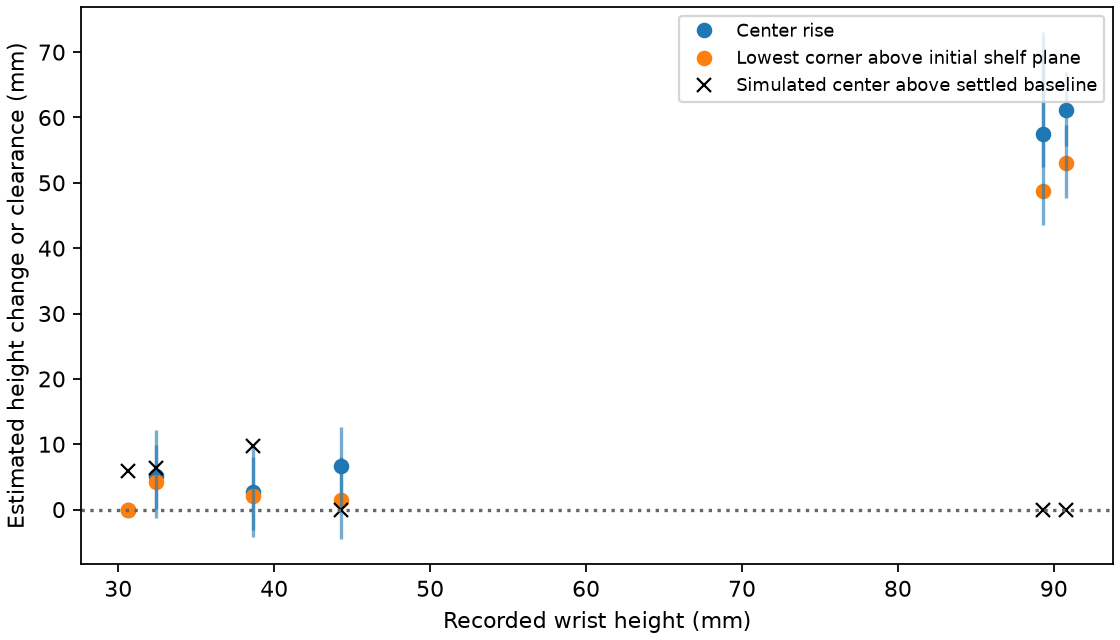 Center rise
Lowest corner above initial shelf plane
Simulated center above settled baseline
Estimated height change or clearance (mm)
70
60
50
40
30
20
10
0
30 40 50 60 70 80 90
Recorded wrist height (mm)